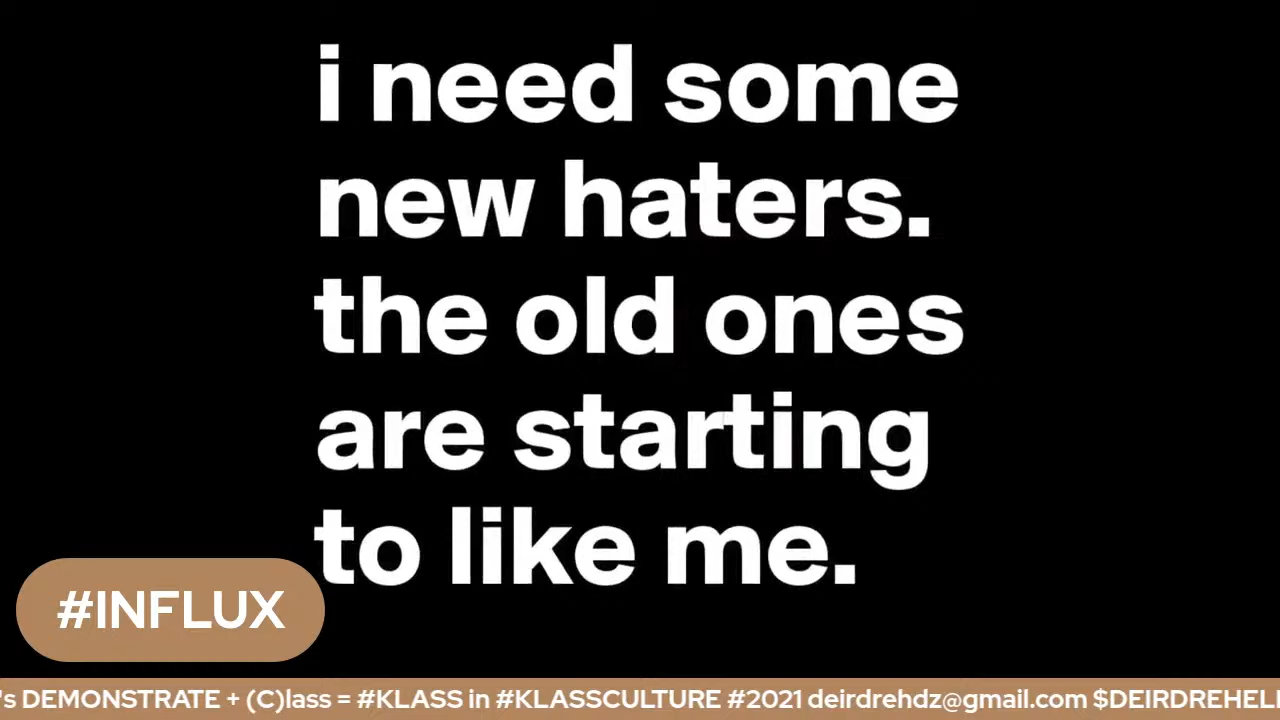 i need some
new haters.
the old ones
are starting
to like me.
#INFLUX
's DEMONSTRATE + (C)lass = #KLASS in #KLASSCULTURE #2021 deirdrehdz@gmail.com $DEIRDREHEL